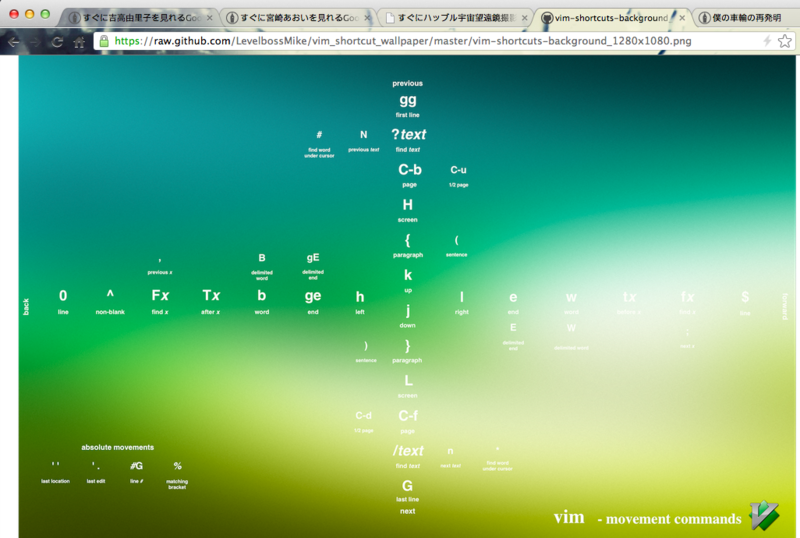 すぐに吉高由里子を見れるGoo
すぐに宮崎あおいを見れるGoo
すぐにハッブル宇宙望遠鏡撮影
vim-shortcuts-background_
僕の車輪の再発明
https://raw.github.com/LevelbossMike/vim_shortcut_wallpaper/master/vim-shortcuts-background_1280x1080.png
previous
gg
first line
# N ?text
find word under cursor previous text find text
C-b C-u
page 1/2 page
H
screen
{ (
paragraph sentence
, B gE
previous x delimited word delimited end
k
up
back 0 ^ Fx Tx b ge h l e w tx fx $ forward
line non-blank find x after x word end left right end word before x find x line
j
down
E W ;
delimited end delimited word next x
) }
sentence paragraph
L
screen
C-d C-f
1/2 page page
/text n *
find text next text find word under cursor
G
last line
next
absolute movements
' ' ' . #G %
last location last edit line # matching bracket
vim - movement commands